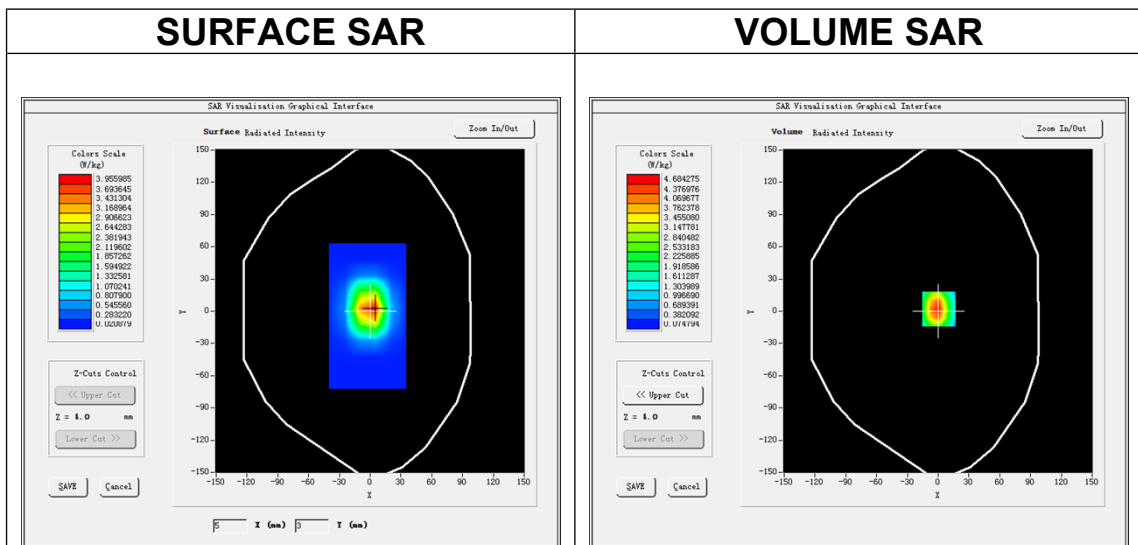 SURFACE SAR
VOLUME SAR
SAR Visualisation Graphical Interface
Surface Radiated Intensity
Zoom In/Out
Colors Scale
(W/kg)
3.955985
3.693645
3.431304
3.168964
2.906623
2.644283
2.381943
2.119602
1.857262
1.594922
1.332581
1.070241
0.807900
0.545560
0.283220
0.020879
Z-Cuts Control
<< Upper Cut
Z = 4.0 mm
Lower Cut >>
SAVE
Cancel
150
120
90
60
30
0
-30
-60
-90
-120
-150
Y
-150 -120 -90 -60 -30 0 30 60 90 120 150
X
5 X (mm) 3 Y (mm)
SAR Visualisation Graphical Interface
Volume Radiated Intensity
Zoom In/Out
Colors Scale
(W/kg)
4.684275
4.376976
4.069677
3.762378
3.455080
3.147781
2.840482
2.533183
2.225885
1.918586
1.611287
1.303989
0.996690
0.689391
0.382092
0.074794
Z-Cuts Control
<< Upper Cut
Z = 4.0 mm
Lower Cut >>
SAVE
Cancel
150
120
90
60
30
0
-30
-60
-90
-120
-150
Y
-150 -120 -90 -60 -30 0 30 60 90 120 150
X